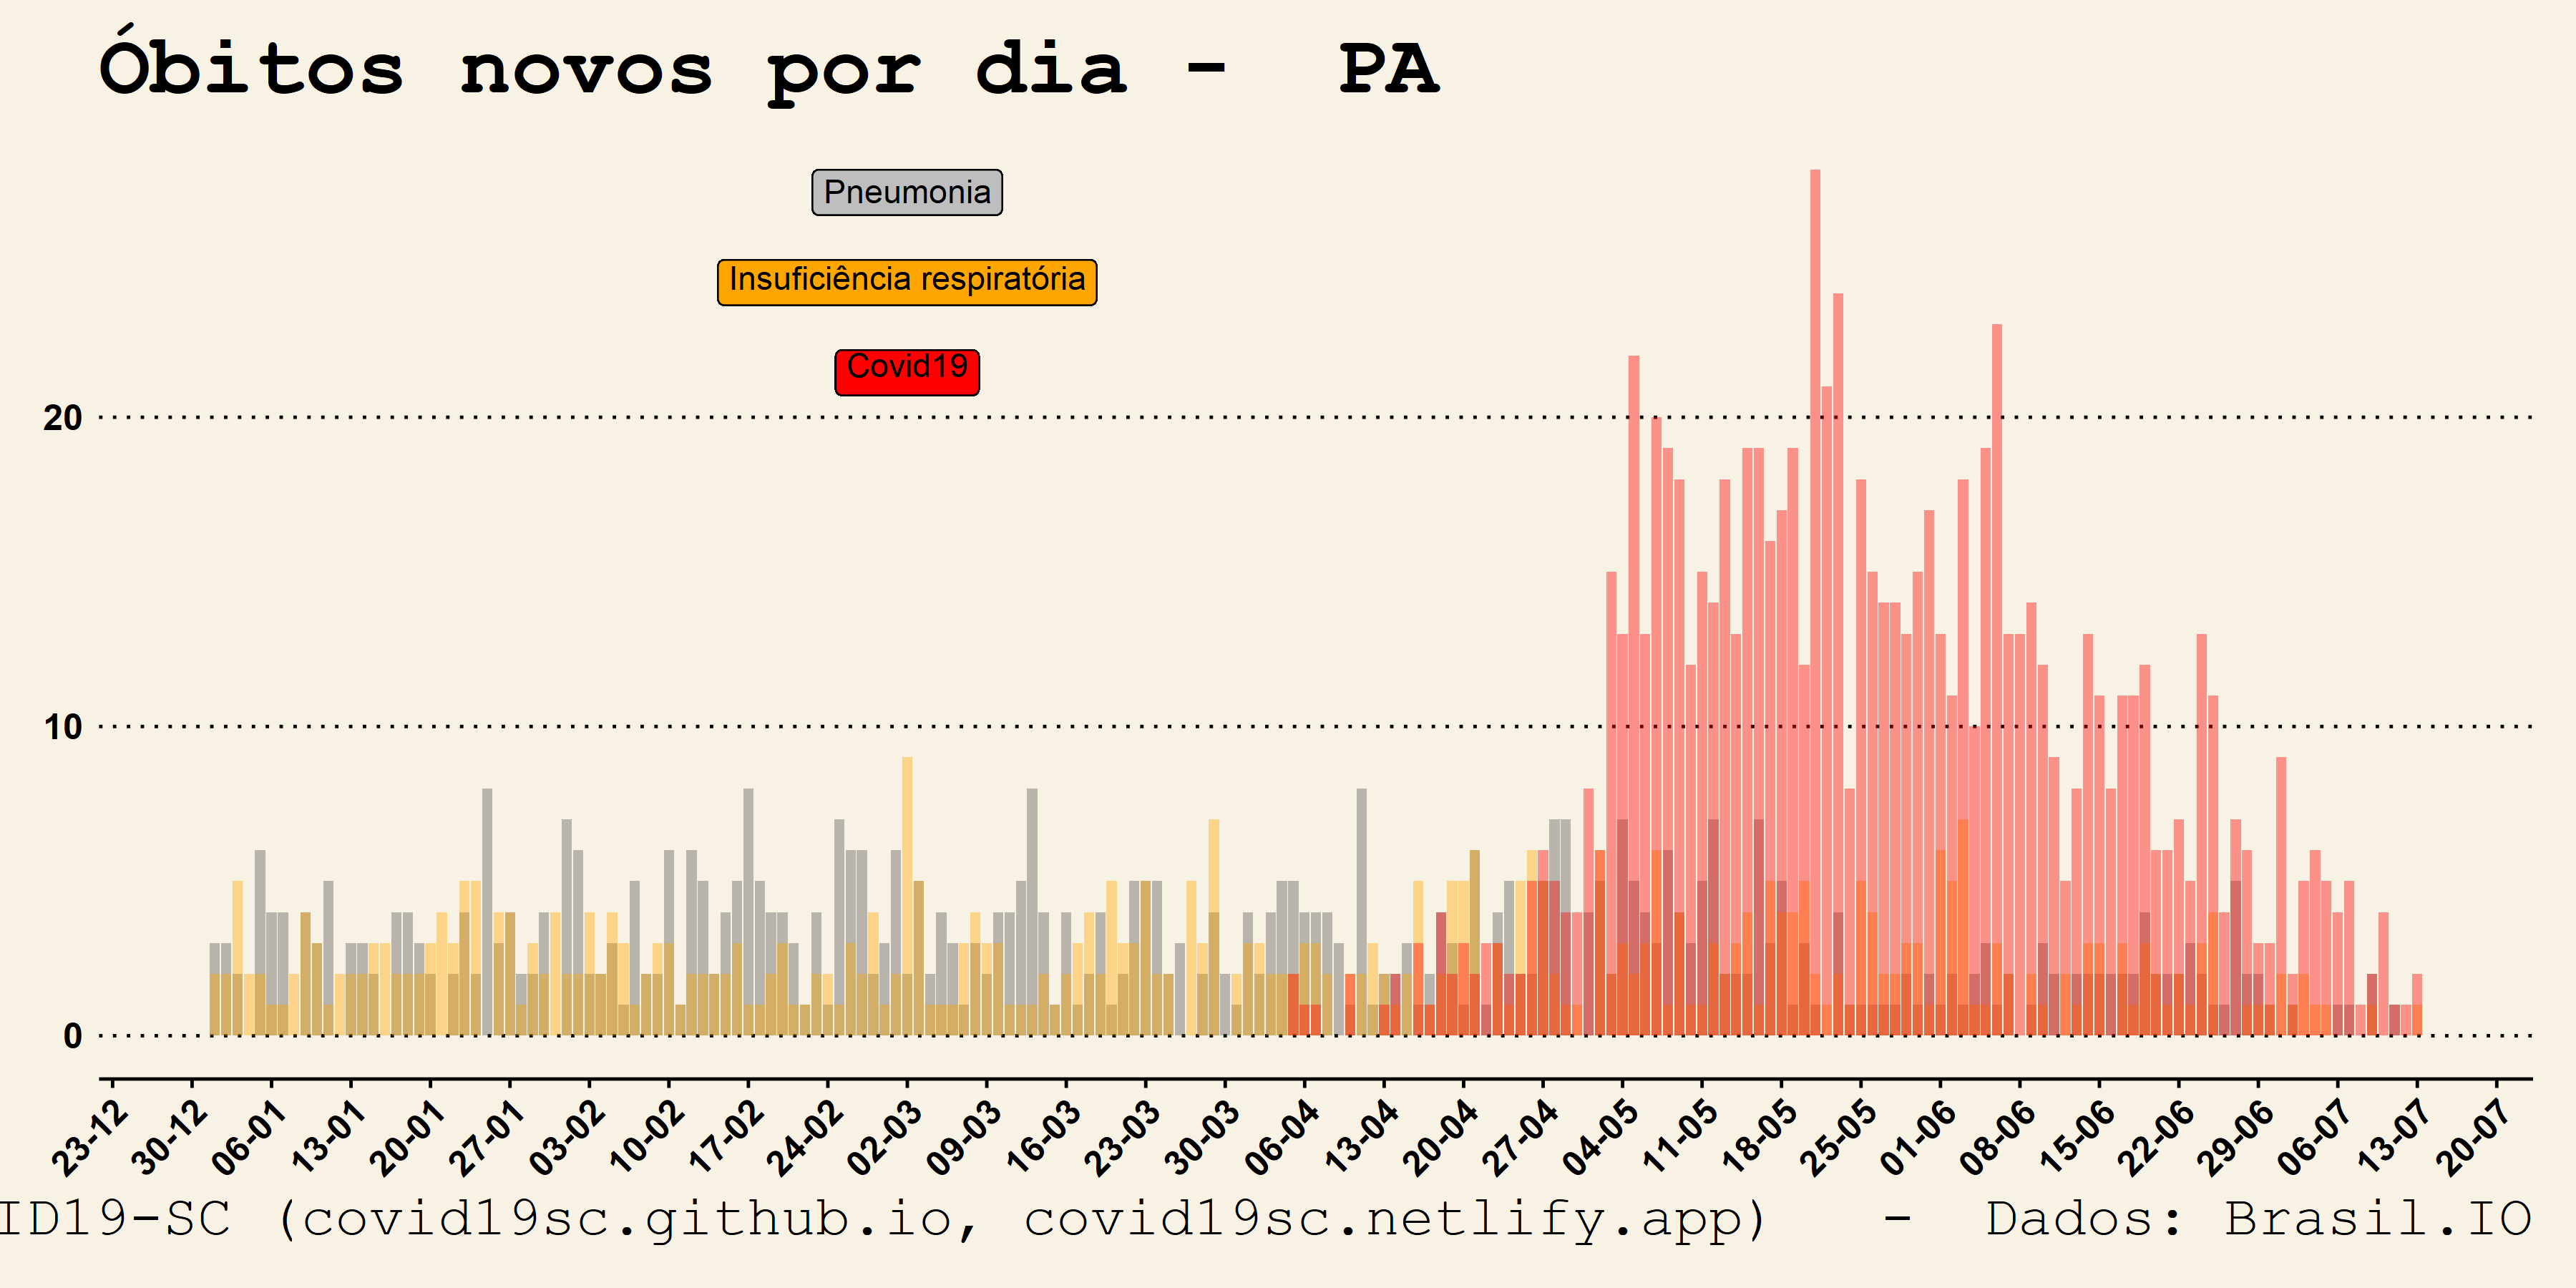 Óbitos novos por dia - PA
Pneumonia
Insuficiência respiratória
Covid19
20
10
0
23-12 30-12 06-01 13-01 20-01 27-01 03-02 10-02 17-02 24-02 02-03 09-03 16-03 23-03 30-03 06-04 13-04 20-04 27-04 04-05 11-05 18-05 25-05 01-06 08-06 15-06 22-06 29-06 06-07 13-07 20-07
ID19-SC (covid19sc.github.io, covid19sc.netlify.app) - Dados: Brasil.IO